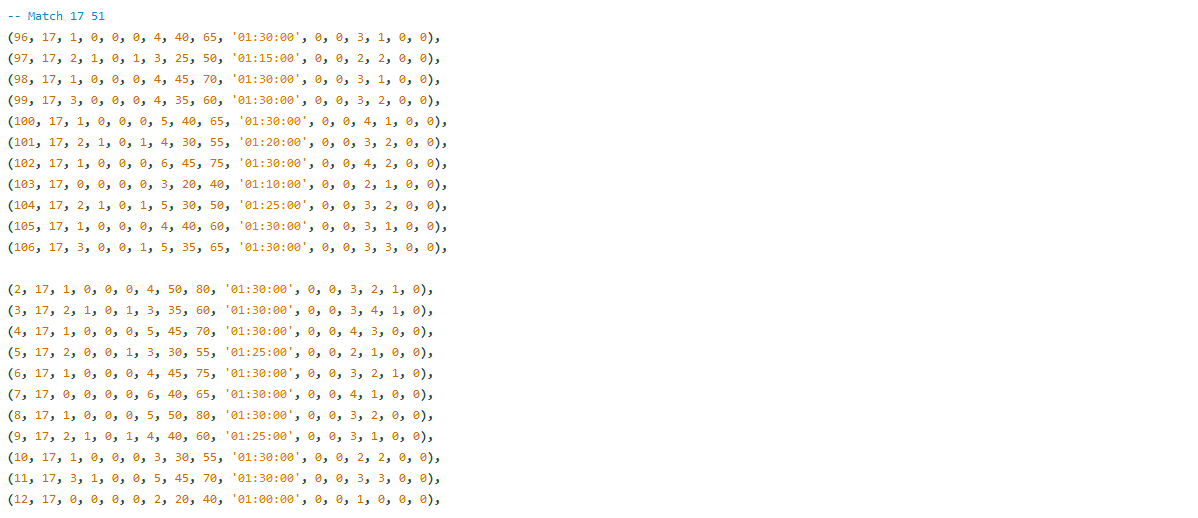 -- Match 17 51
(96, 17, 1, 0, 0, 0, 4, 40, 65, '01:30:00', 0, 0, 3, 1, 0, 0),
(97, 17, 2, 1, 0, 1, 3, 25, 50, '01:15:00', 0, 0, 2, 2, 0, 0),
(98, 17, 1, 0, 0, 0, 4, 45, 70, '01:30:00', 0, 0, 3, 1, 0, 0),
(99, 17, 3, 0, 0, 0, 4, 35, 60, '01:30:00', 0, 0, 3, 2, 0, 0),
(100, 17, 1, 0, 0, 0, 5, 40, 65, '01:30:00', 0, 0, 4, 1, 0, 0),
(101, 17, 2, 1, 0, 1, 4, 30, 55, '01:20:00', 0, 0, 3, 2, 0, 0),
(102, 17, 1, 0, 0, 0, 6, 45, 75, '01:30:00', 0, 0, 4, 2, 0, 0),
(103, 17, 0, 0, 0, 0, 3, 20, 40, '01:10:00', 0, 0, 2, 1, 0, 0),
(104, 17, 2, 1, 0, 1, 5, 30, 50, '01:25:00', 0, 0, 3, 2, 0, 0),
(105, 17, 1, 0, 0, 0, 4, 40, 60, '01:30:00', 0, 0, 3, 1, 0, 0),
(106, 17, 3, 0, 0, 1, 5, 35, 65, '01:30:00', 0, 0, 3, 3, 0, 0),
(2, 17, 1, 0, 0, 0, 4, 50, 80, '01:30:00', 0, 0, 3, 2, 1, 0),
(3, 17, 2, 1, 0, 1, 3, 35, 60, '01:30:00', 0, 0, 3, 4, 1, 0),
(4, 17, 1, 0, 0, 0, 5, 45, 70, '01:30:00', 0, 0, 4, 3, 0, 0),
(5, 17, 2, 0, 0, 1, 3, 30, 55, '01:25:00', 0, 0, 2, 1, 0, 0),
(6, 17, 1, 0, 0, 0, 4, 45, 75, '01:30:00', 0, 0, 3, 2, 1, 0),
(7, 17, 0, 0, 0, 0, 6, 40, 65, '01:30:00', 0, 0, 4, 1, 0, 0),
(8, 17, 1, 0, 0, 0, 5, 50, 80, '01:30:00', 0, 0, 3, 2, 0, 0),
(9, 17, 2, 1, 0, 1, 4, 40, 60, '01:25:00', 0, 0, 3, 1, 0, 0),
(10, 17, 1, 0, 0, 0, 3, 30, 55, '01:30:00', 0, 0, 2, 2, 0, 0),
(11, 17, 3, 1, 0, 0, 5, 45, 70, '01:30:00', 0, 0, 3, 3, 0, 0),
(12, 17, 0, 0, 0, 0, 2, 20, 40, '01:00:00', 0, 0, 1, 0, 0, 0),